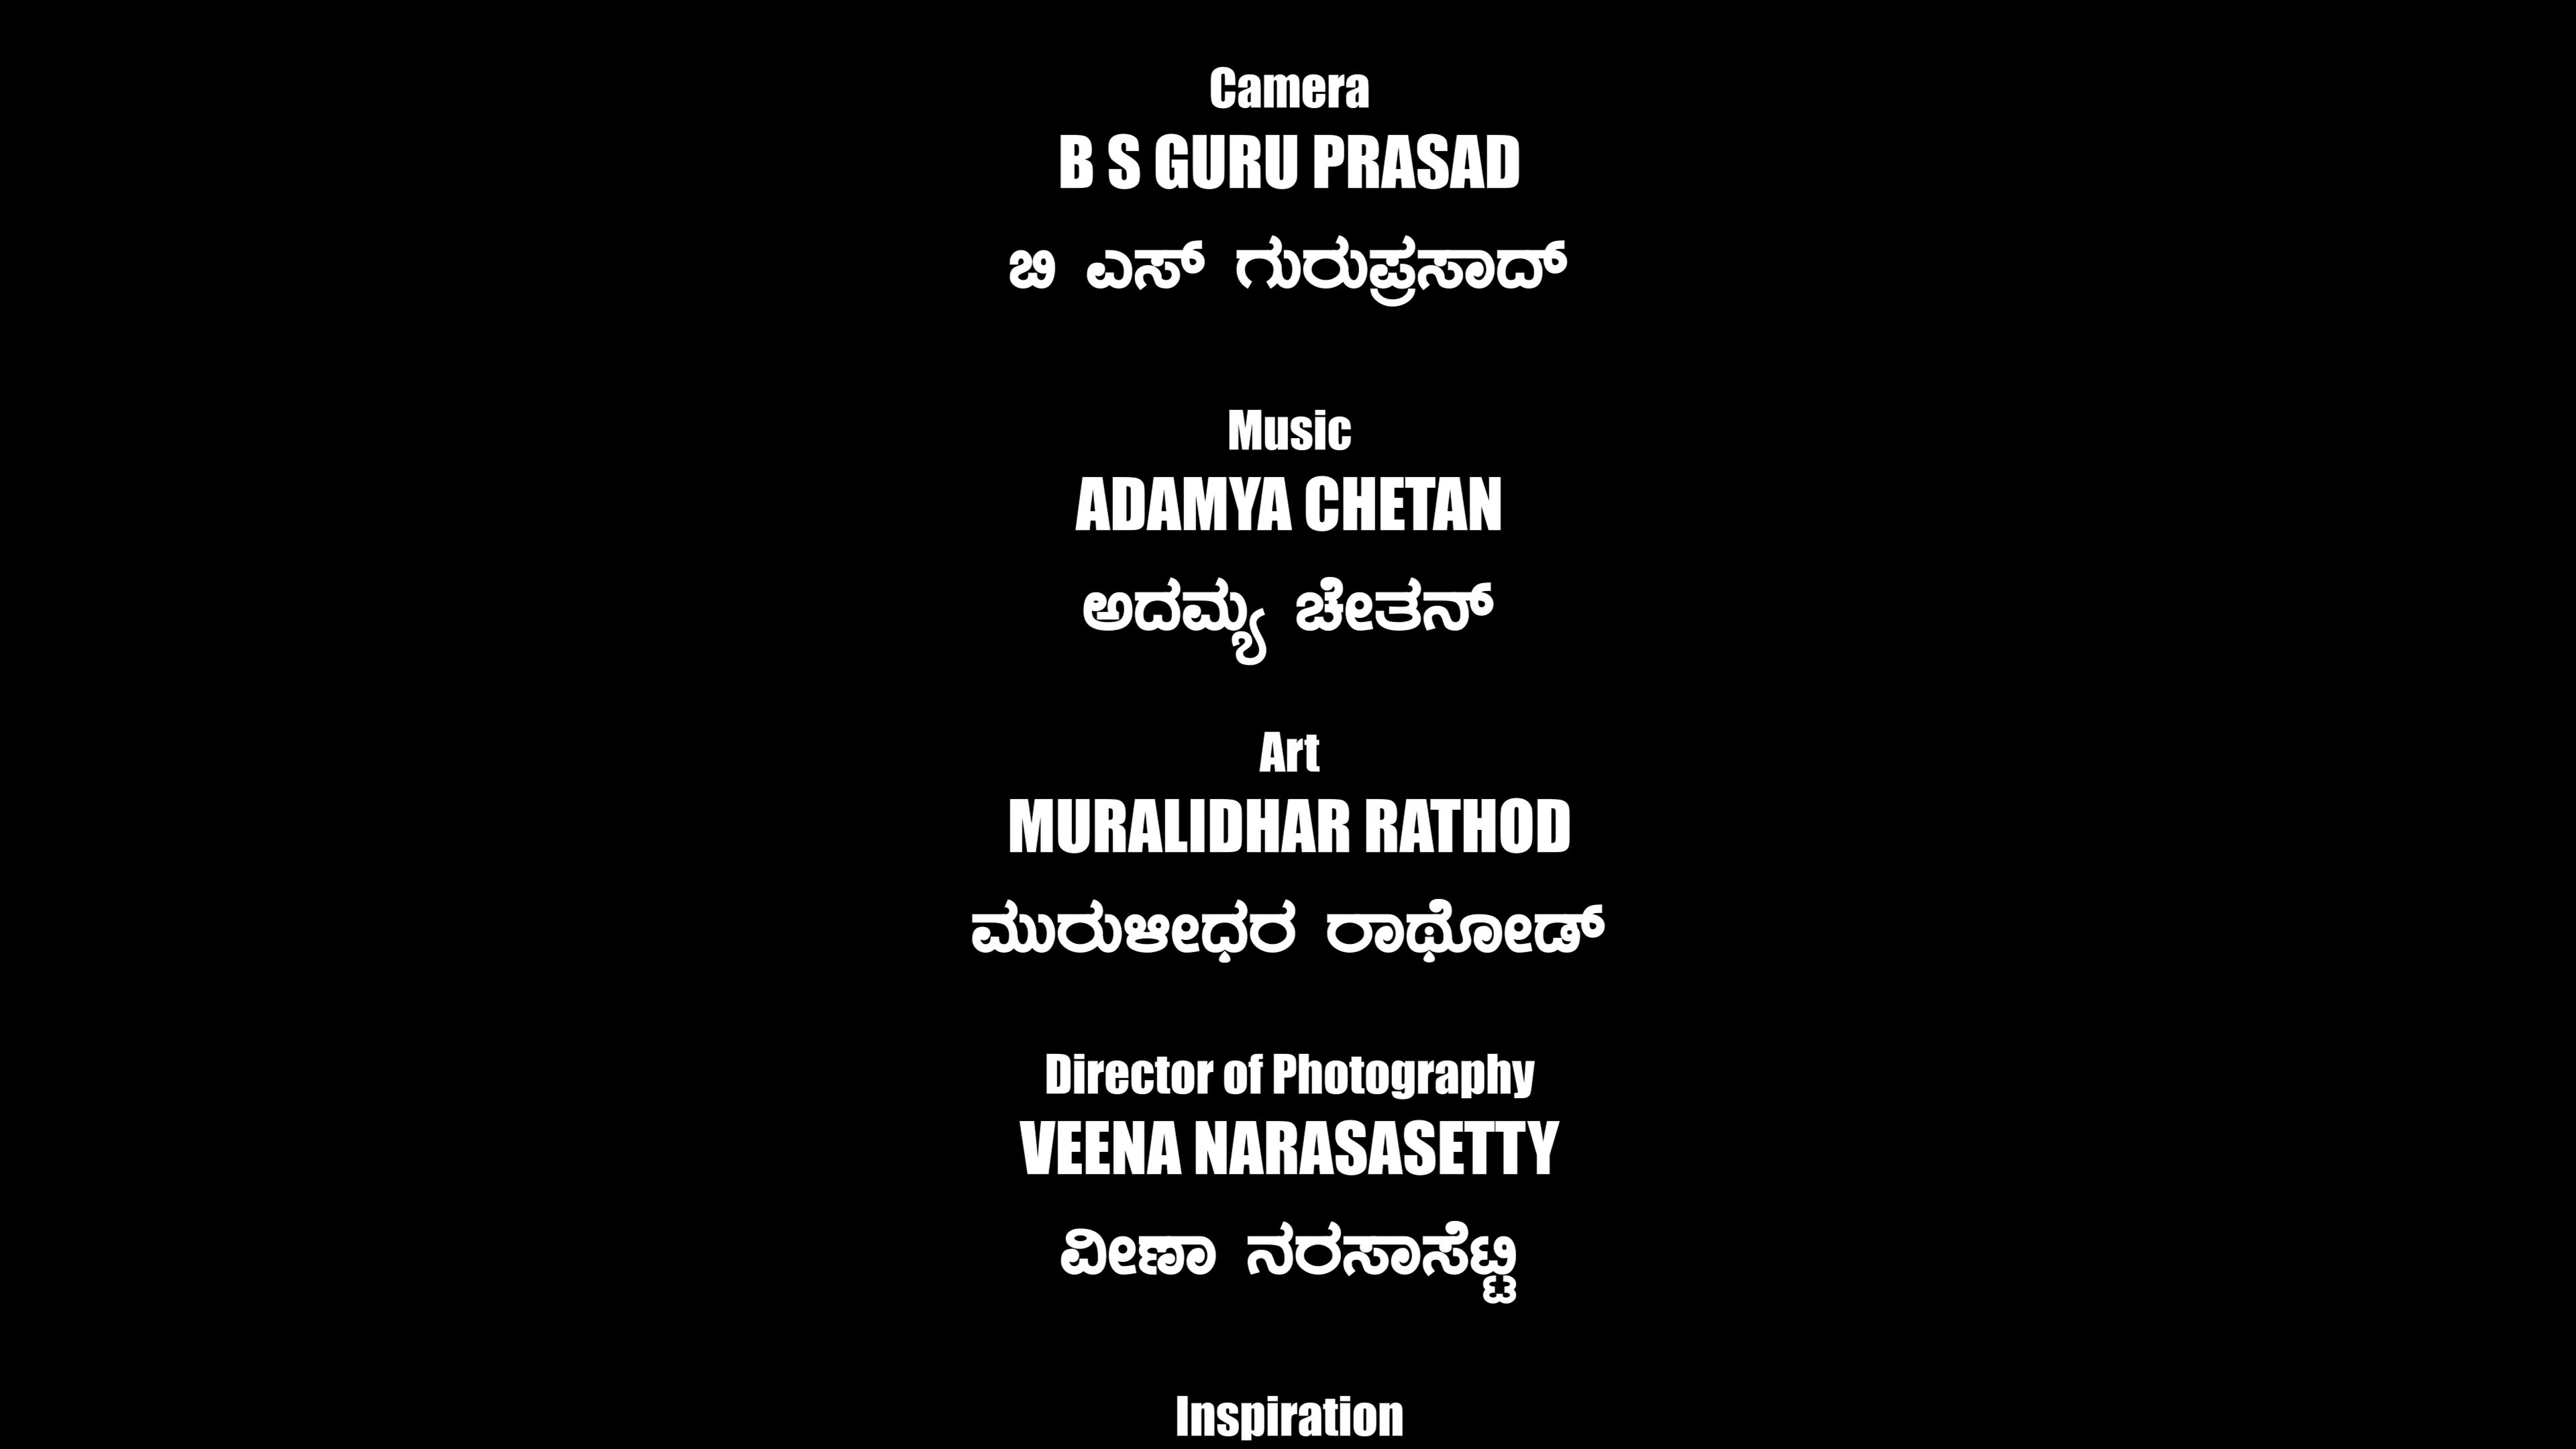 Camera
B S GURU PRASAD
ಬಿ ಎಸ್ ಗುರುಪ್ರಸಾದ್
Music
ADAMYA CHETAN
ಅದಮ್ಯ ಚೇತನ್
Art
MURALIDHAR RATHOD
ಮುರುಳೀಧರ ರಾಥೋಡ್
Director of Photography
VEENA NARASASETTY
ವೀಣಾ ನರಸಾಸೆಟ್ಟಿ
Inspiration